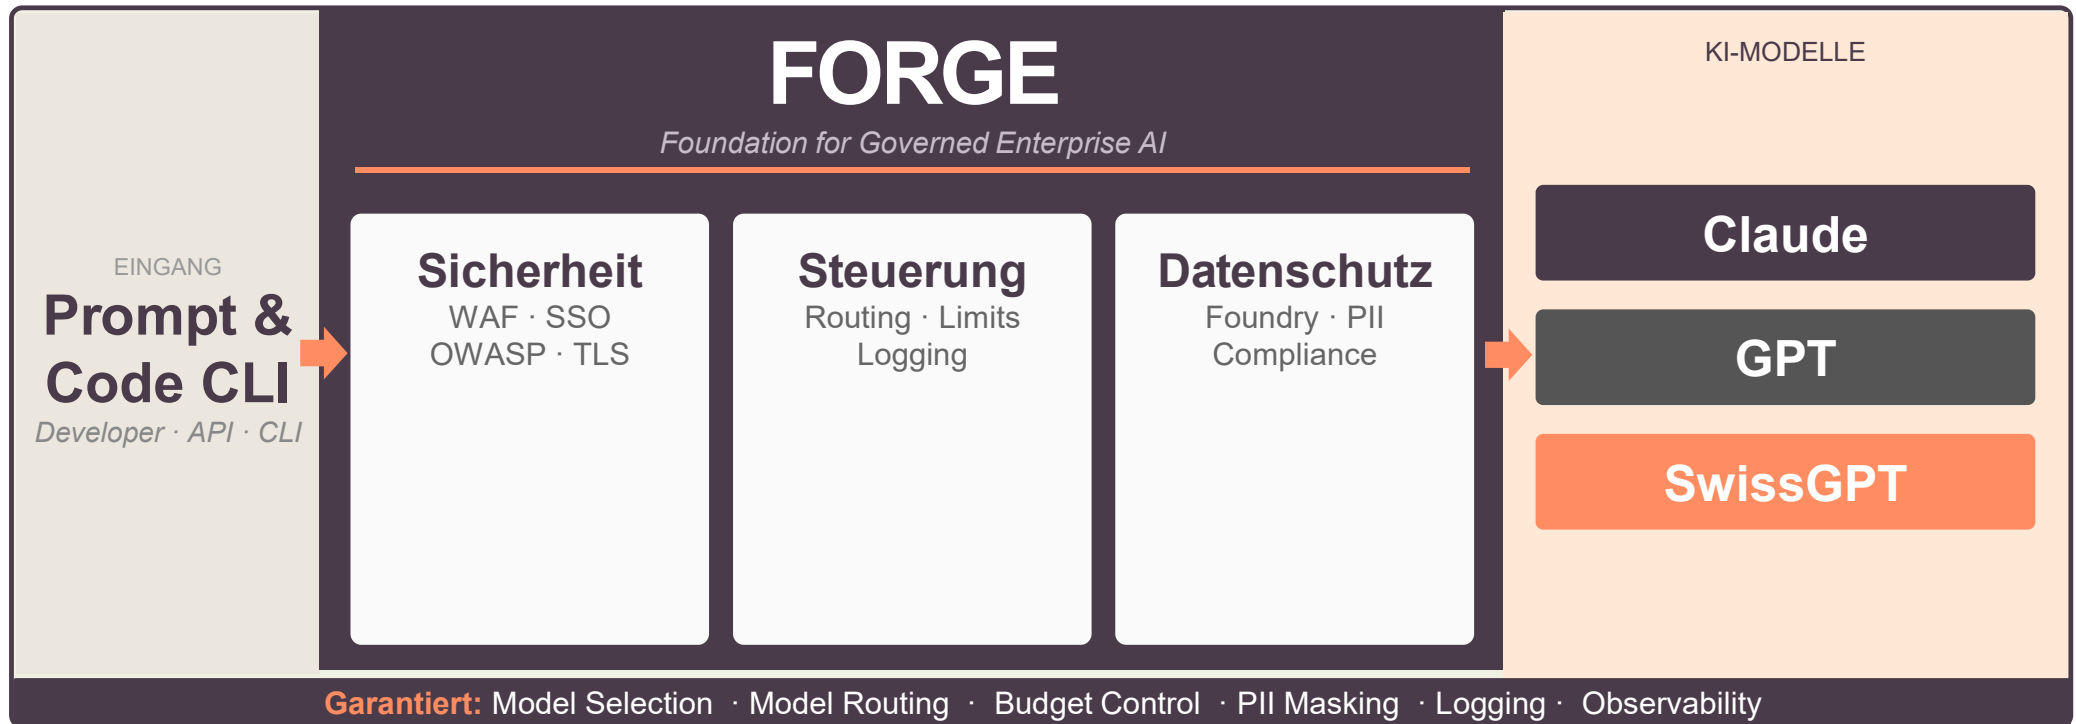 EINGANG
Prompt &
Code CLI
Developer · API · CLI
FORGE
Foundation for Governed Enterprise AI
Sicherheit
WAF · SSO
OWASP · TLS
Steuerung
Routing · Limits
Logging
Datenschutz
Foundry · PII
Compliance
KI-MODELLE
Claude
GPT
SwissGPT
Garantiert: Model Selection · Model Routing · Budget Control · PII Masking · Logging · Observability